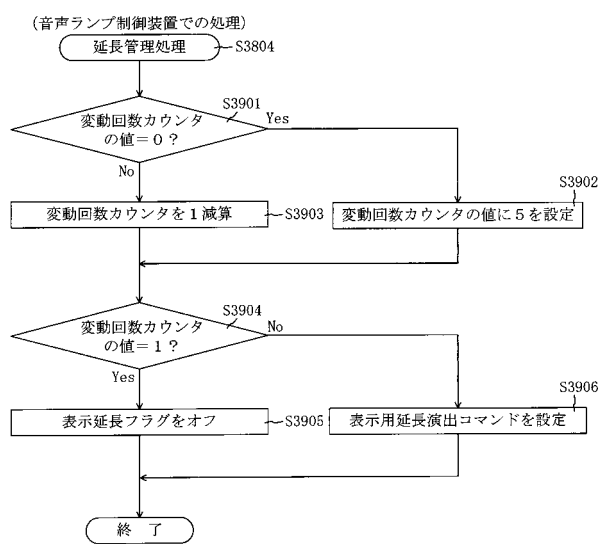 (音声ランプ制御装置での処理)
延長管理処理
S3804
S3901
変動回数カウンタ
の値=0?
Yes
No
S3902
変動回数カウンタを1減算
S3903
変動回数カウンタの値に5を設定
S3904
変動回数カウンタ
の値=1?
No
Yes
S3906
表示延長フラグをオフ
S3905
表示用延長演出コマンドを設定
終 了